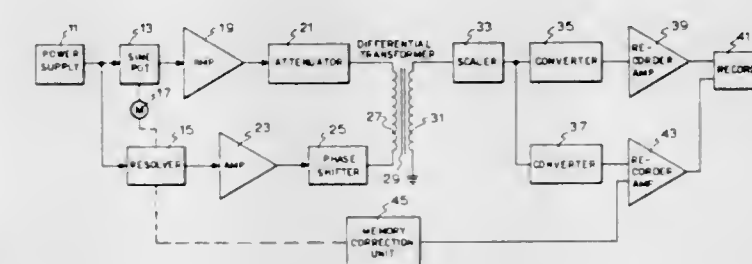 11
POWER
SUPPLY
13
SINE
POT
17
M
15
RESOLVER
19
AMP
21
ATTENUATOR
23
AMP
25
PHASE
SHIFTER
DIFFERENTIAL
TRANSFORMER
27
29
31
33
SCALER
35
CONVERTER
37
CONVERTER
39
RE-
CORDER
AMP
41
RECORD
43
RE-
CORDER
AMP
45
MEMORY
CORRECTION
UNIT